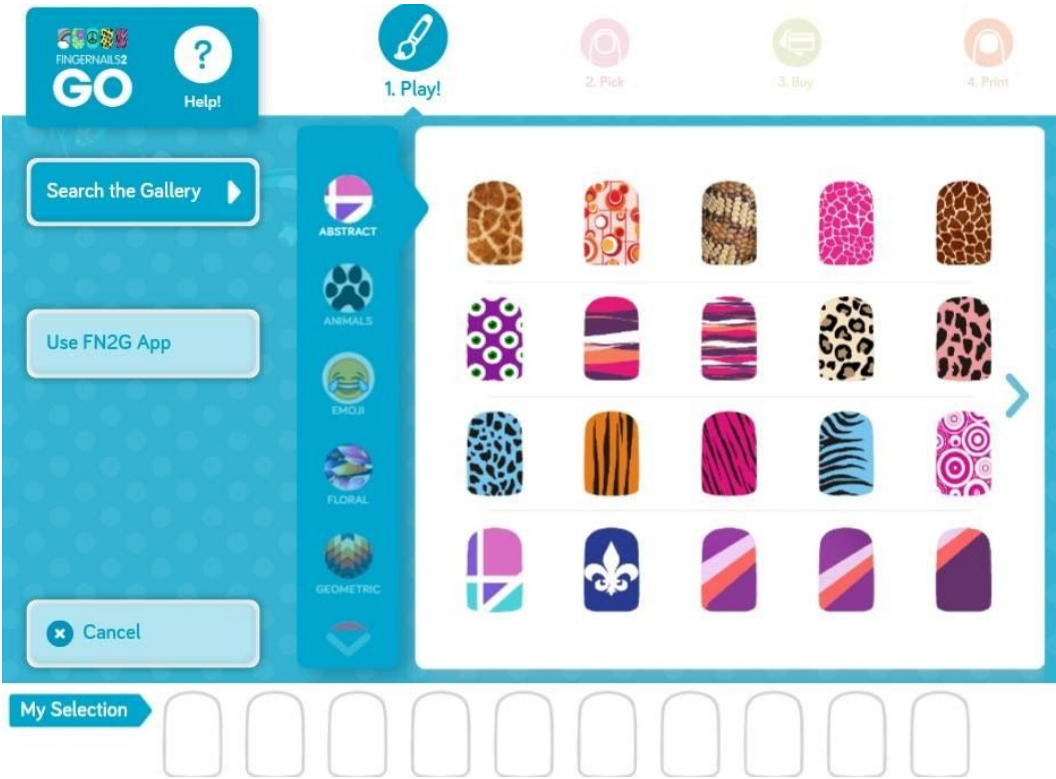 FINGERNAILS2
GO
?
Help!
1. Play!
2. Pick
3. Buy
4. Print
Search the Gallery
Use FN2G App
Cancel
ABSTRACT
ANIMALS
EMOJI
FLORAL
GEOMETRIC
My Selection